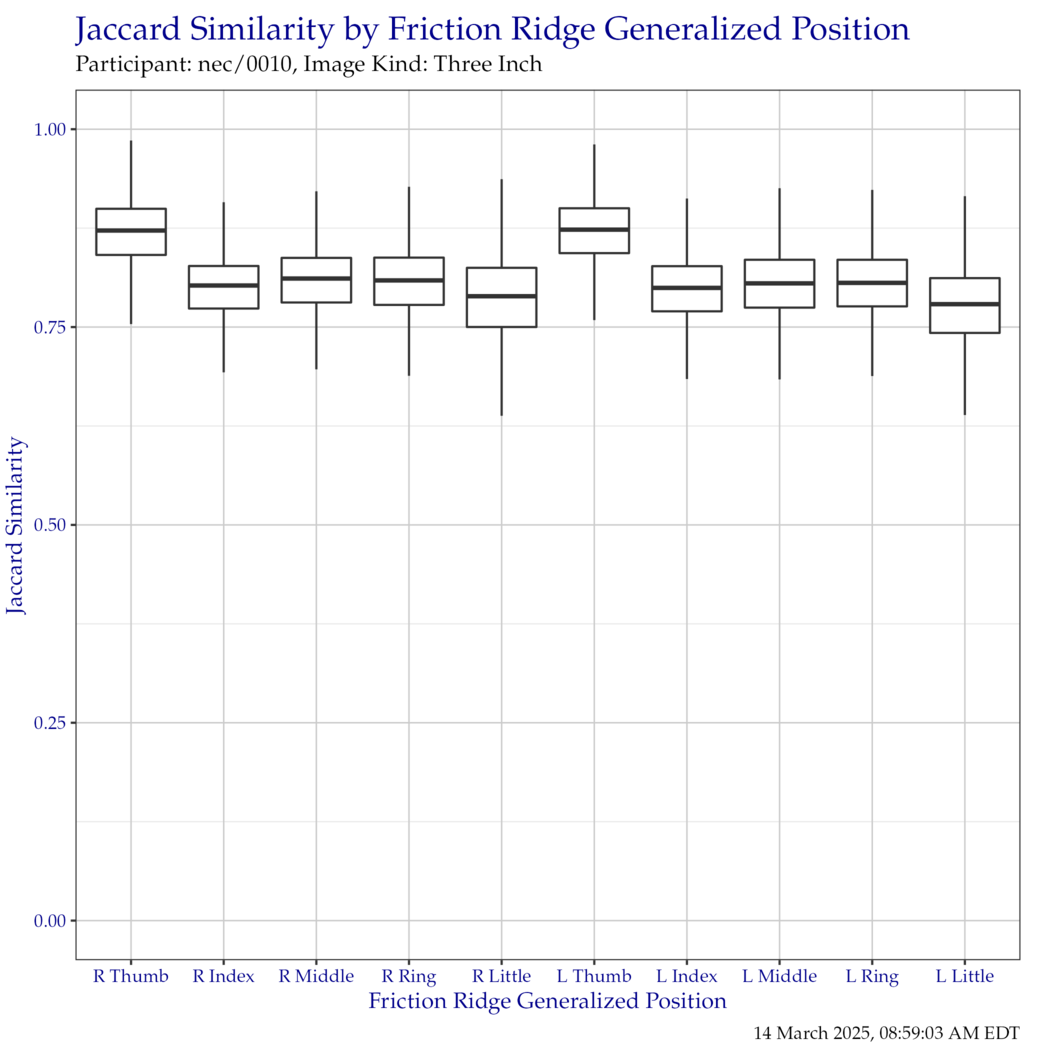 Jaccard Similarity by Friction Ridge Generalized Position
Participant: nec/0010, Image Kind: Three Inch
Jaccard Similarity
1.00
0.75
0.50
0.25
0.00
R Thumb R Index R Middle R Ring R Little L Thumb L Index L Middle L Ring L Little
Friction Ridge Generalized Position
14 March 2025, 08:59:03 AM EDT